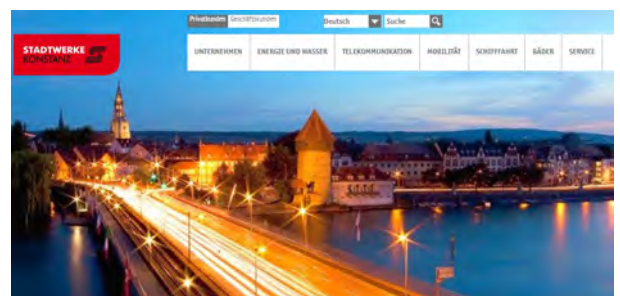 Privatkunden Geschäftskunden Deutsch Suche
STADTWERKE
KONSTANZ
UNTERNEHMEN ENERGIE UND WASSER TELEKOMMUNIKATION MOBILITÄT SCHIFFFAHRT BÄDER SERVICE